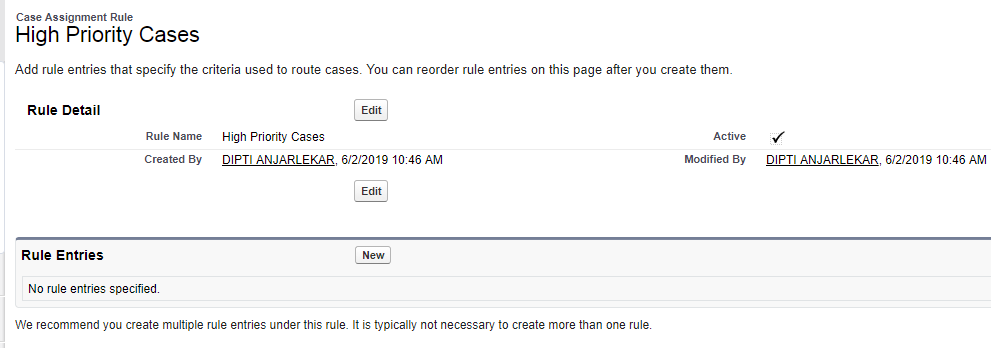 Case Assignment Rule
High Priority Cases
Add rule entries that specify the criteria used to route cases. You can reorder rule entries on this page after you create them.
Rule Detail Edit
Rule Name High Priority Cases Active
Created By DIPTI ANJARLEKAR, 6/2/2019 10:46 AM Modified By DIPTI ANJARLEKAR, 6/2/2019 10:46 AM
Edit
Rule Entries New
No rule entries specified.
We recommend you create multiple rule entries under this rule. It is typically not necessary to create more than one rule.